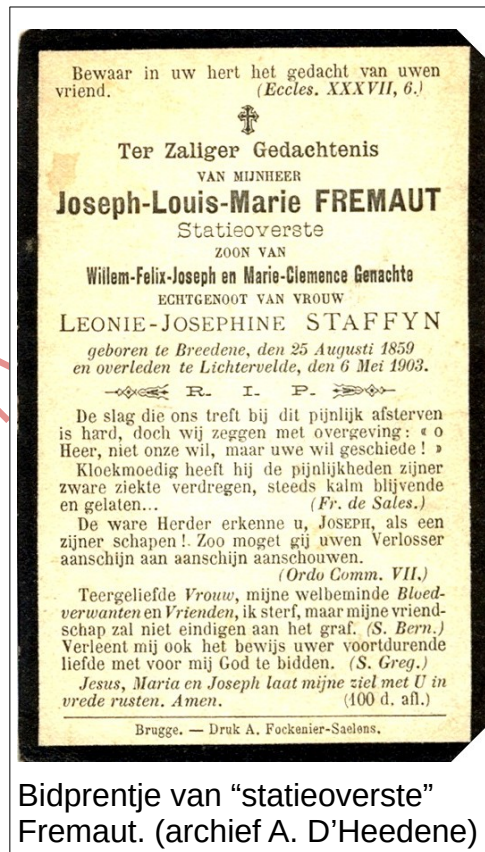 Bewaar in uw hert het gedacht van uwen
vriend. (Eccles. XXXVII, 6.)
Ter Zaliger Gedachtenis
VAN MIJNHEER
Joseph-Louis-Marie FREMAUT
Statieoverste
ZOON VAN
Willem-Felix-Joseph en Marie-Clemence Genachte
ECHTGENOOT VAN VROUW
LEONIE-JOSEPHINE STAFFYN
geboren te Breedene, den 25 Augusti 1859
en overleden te Lichtervelde, den 6 Mei 1903.
R. I. P.
De slag die ons treft bij dit pijnlijk afsterven
is hard, doch wij zeggen met overgeving: « o
Heer, niet onze wil, maar uwe wil geschiede ! »
Kloekmoedig heeft hij de pijnlijkheden zijner
zware ziekte verdregen, steeds kalm blijvende
en gelaten... (Fr. de Sales.)
De ware Herder erkenne u, JOSEPH, als een
zijner schapen !. Zoo moget gij uwen Verlosser
aanschijn aan aanschijn aanschouwen.
(Ordo Comm. VII.)
Teergeliefde Vrouw, mijne welbeminde Bloed-
verwanten en Vrienden, ik sterf, maar mijne vriend-
schap zal niet eindigen aan het graf. (S. Bern.)
Verleent mij ook het bewijs uwer voortdurende
liefde met voor mij God te bidden. (S. Greg.)
Jesus, Maria en Joseph laat mijne ziel met U in
vrede rusten. Amen. (100 d. afl.)
Brugge. — Druk A. Fockenier-Saelens.
Bidprentje van “statieoverste”
Fremaut. (archief A. D’Heedene)